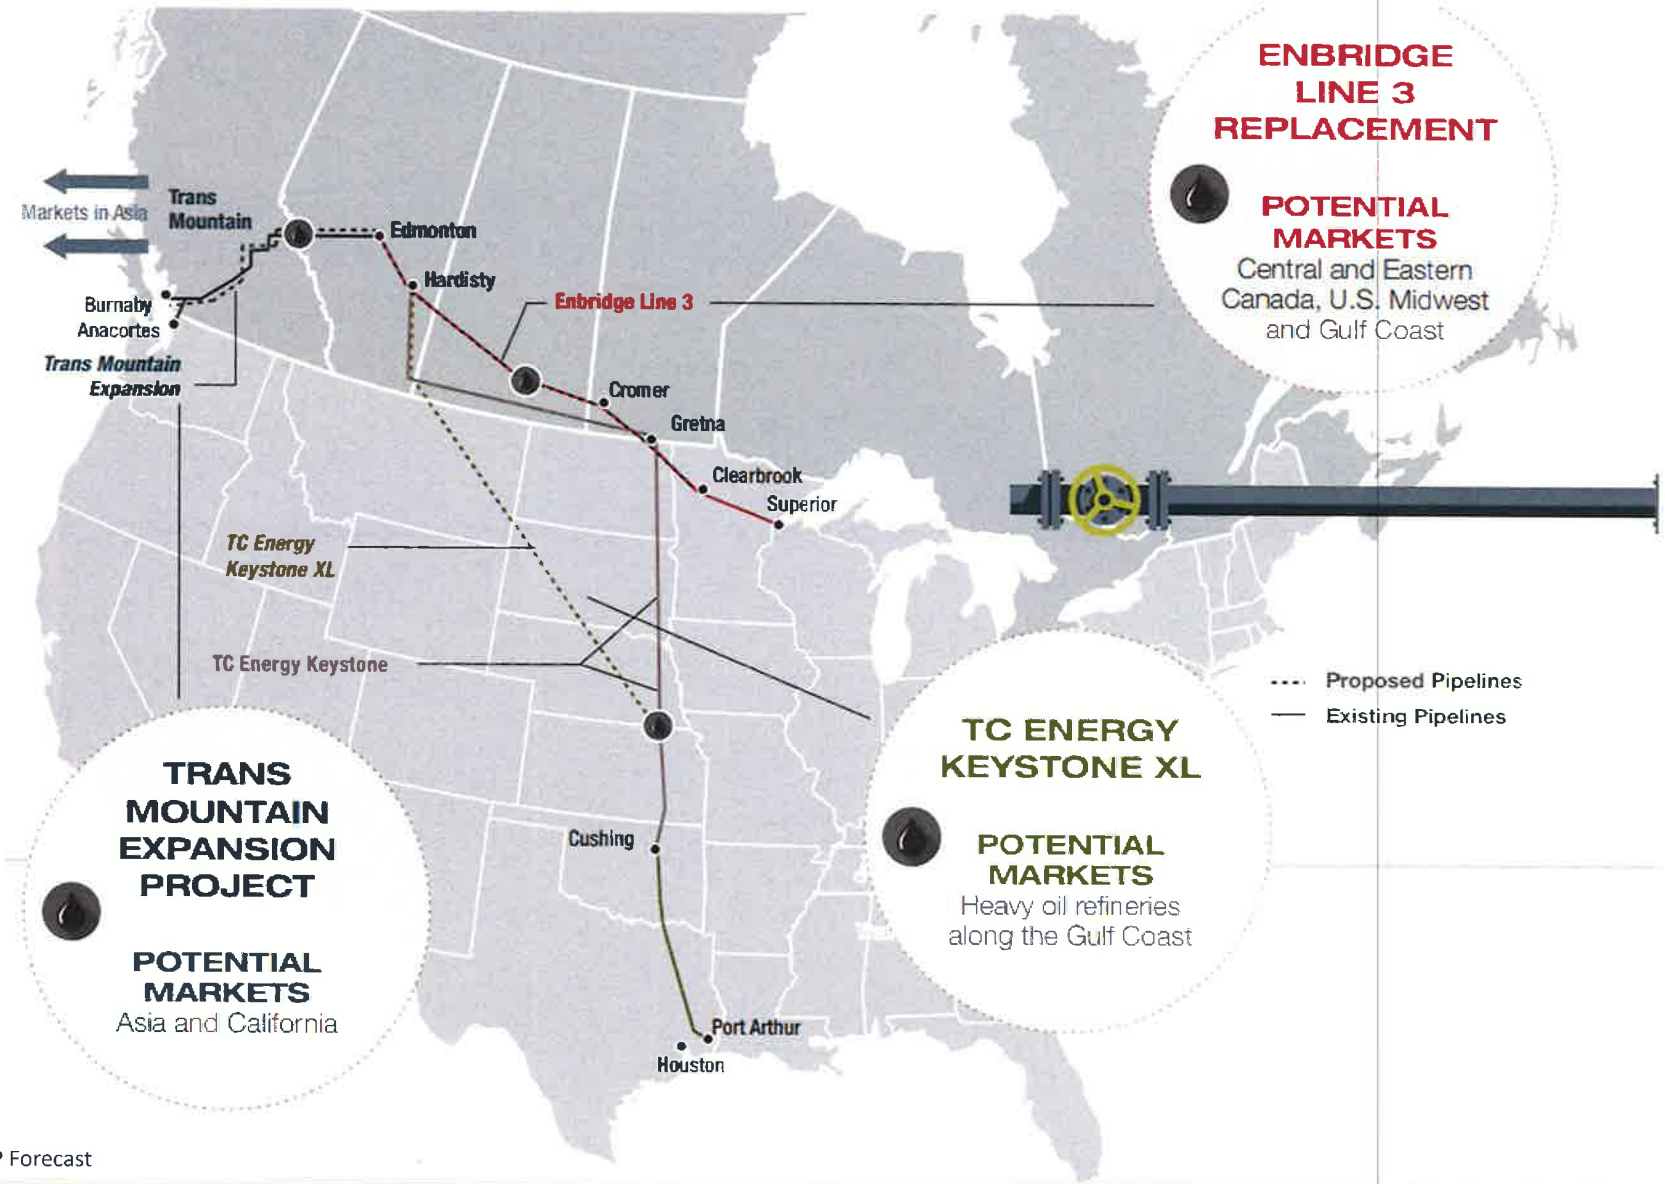 ENBRIDGE
LINE 3
REPLACEMENT
POTENTIAL
MARKETS
Central and Eastern
Canada, U.S. Midwest
and Gulf Coast
Markets in Asia
Trans
Mountain
Edmonton
Hardisty
Enbridge Line 3
Burnaby
Anacortes
Trans Mountain
Expansion
Cromer
Gretna
Clearbrook
Superior
TC Energy
Keystone XL
TC Energy Keystone
Proposed Pipelines
Existing Pipelines
TC ENERGY
KEYSTONE XL
POTENTIAL
MARKETS
Heavy oil refineries
along the Gulf Coast
TRANS
MOUNTAIN
EXPANSION
PROJECT
POTENTIAL
MARKETS
Asia and California
Cushing
Port Arthur
Houston
Forecast